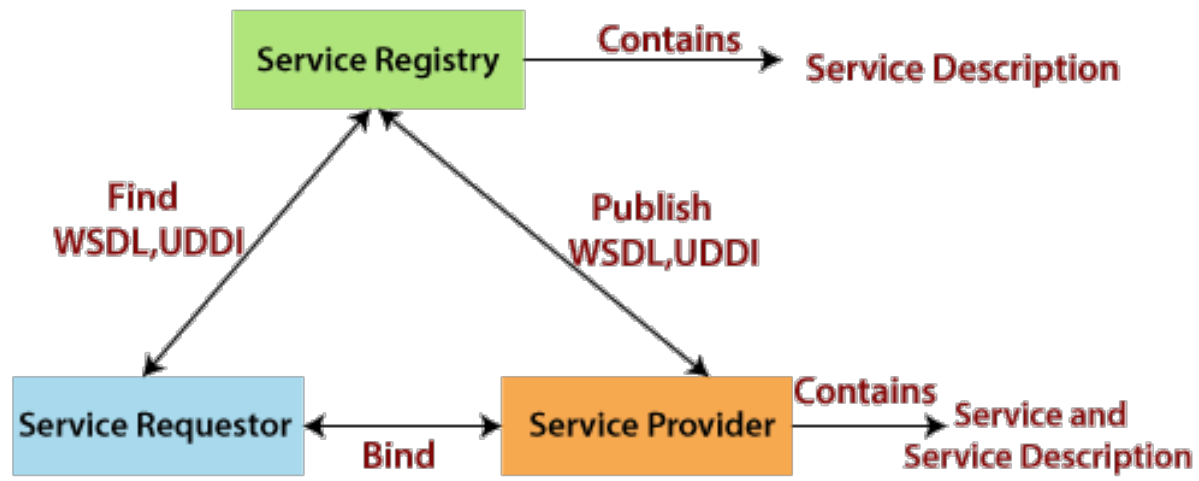 Service Registry
Contains
Service Description
Find
WSDL,UDDI
Publish
WSDL,UDDI
Service Requestor
Bind
Service Provider
Contains
Service and
Service Description